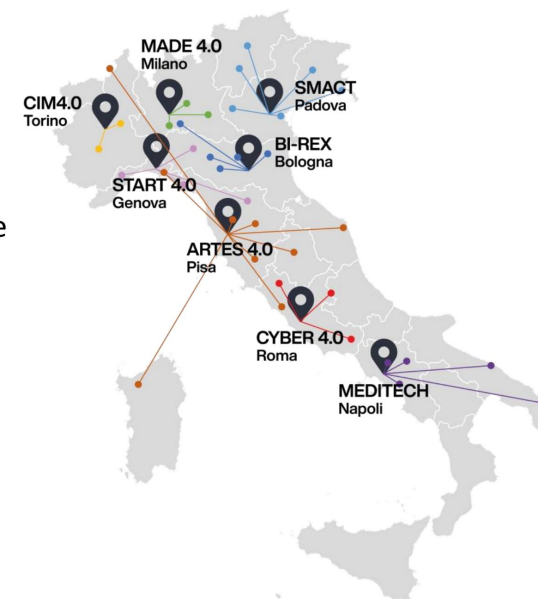 MADE 4.0
Milano
SMACT
Padova
CIM4.0
Torino
BI-REX
Bologna
START 4.0
Genova
e
ARTES 4.0
Pisa
CYBER 4.0
Roma
MEDITECH
Napoli